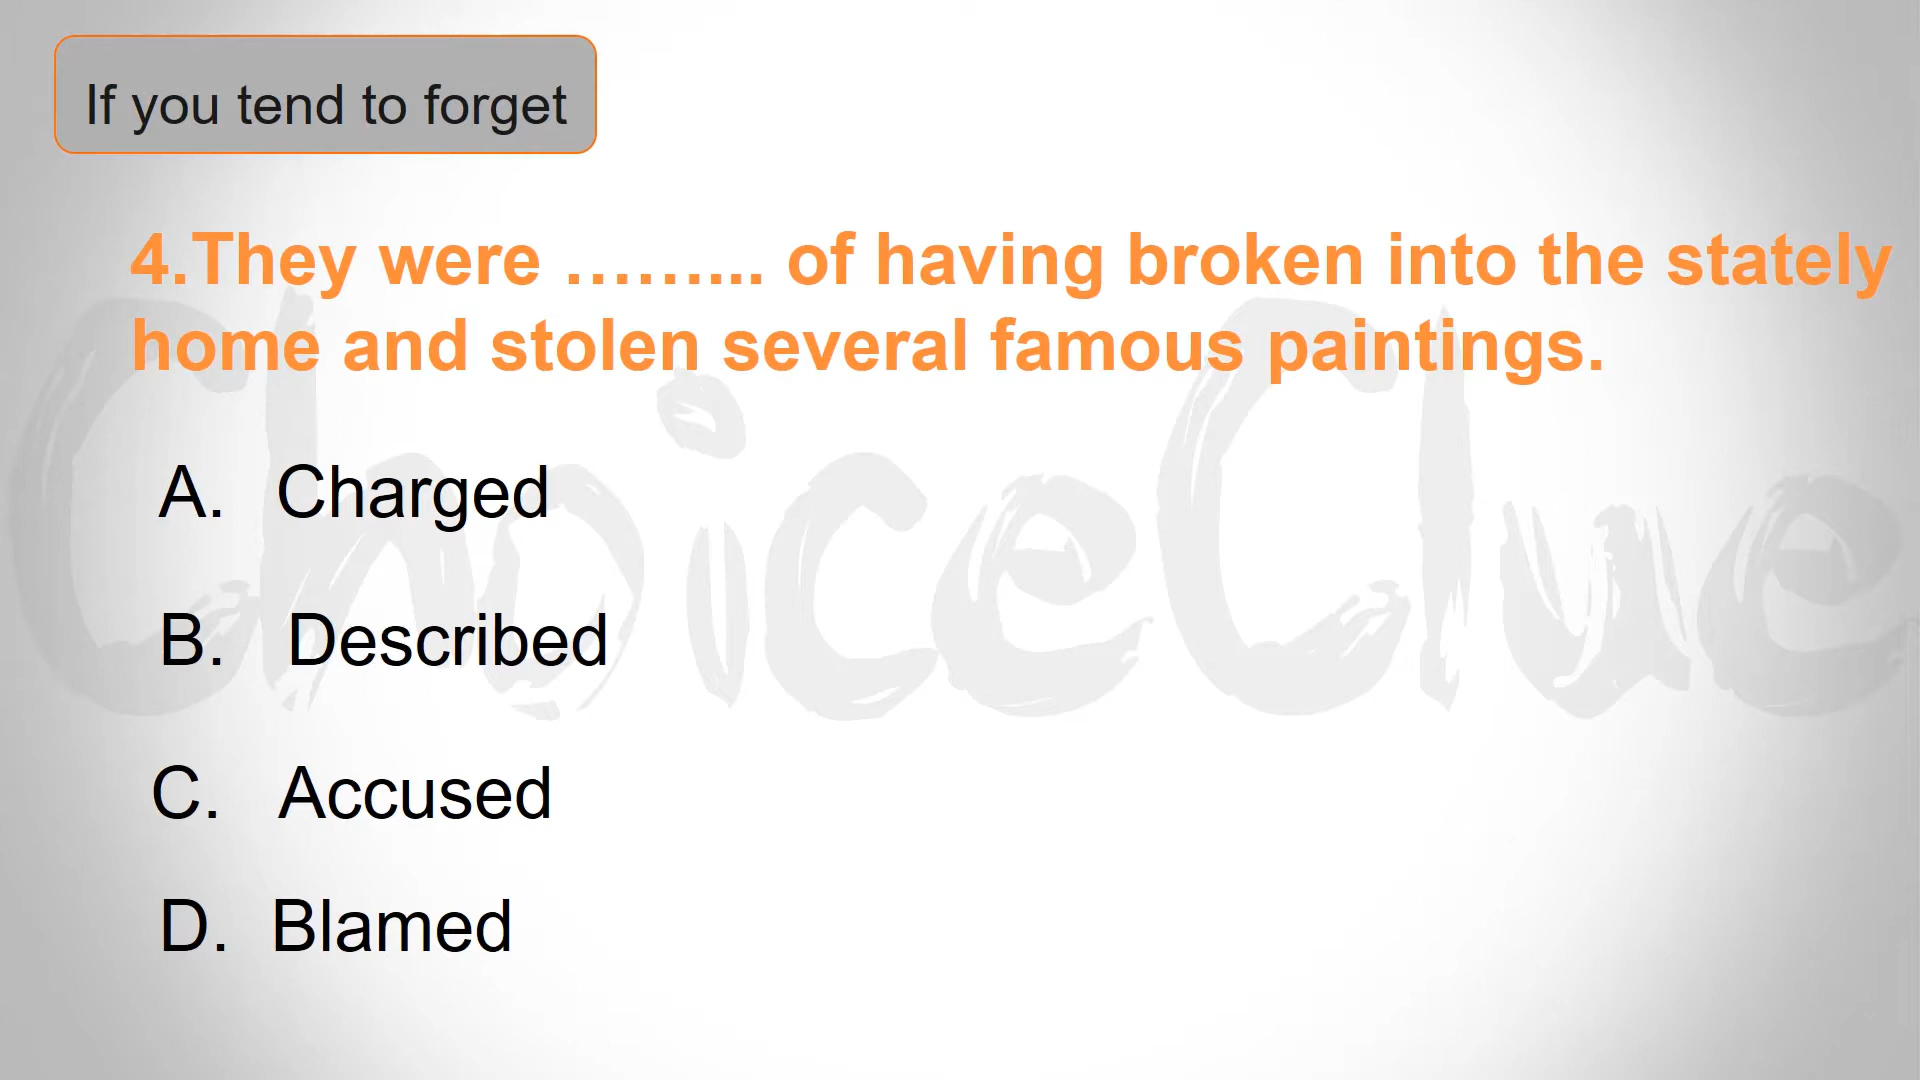 If you tend to forget
4.They were ……... of having broken into the stately
home and stolen several famous paintings.
A. Charged
B. Described
C. Accused
D. Blamed
ChoiceClue